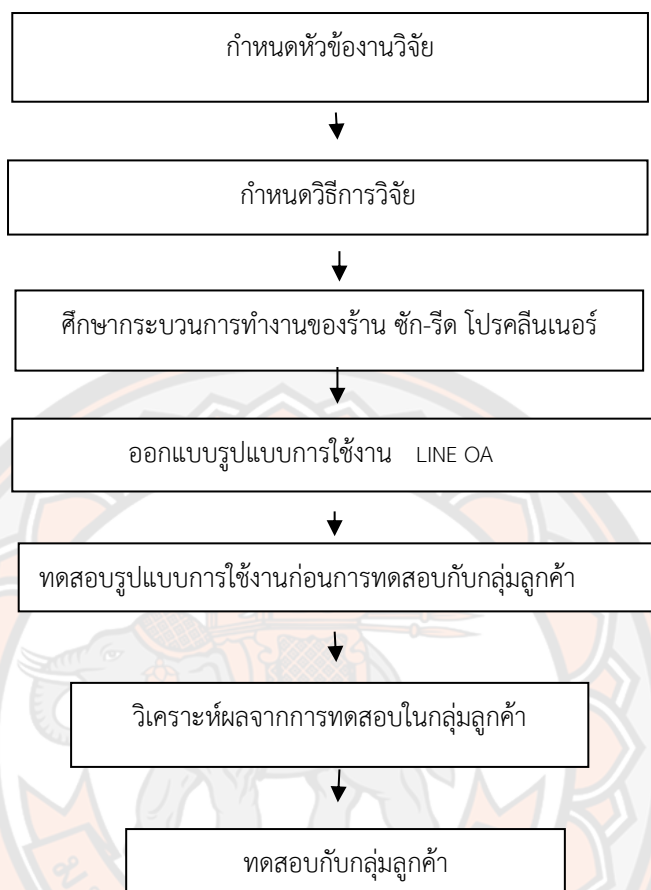 กำหนดหัวข้องานวิจัย
กำหนดวิธีการวิจัย
ศึกษากระบวนการทำงานของร้าน ซัก-รีด โปรคลีนเนอร์
ออกแบบรูปแบบการใช้งาน LINE OA
ทดสอบรูปแบบการใช้งานก่อนการทดสอบกับกลุ่มลูกค้า
วิเคราะห์ผลจากการทดสอบในกลุ่มลูกค้า
ทดสอบกับกลุ่มลูกค้า